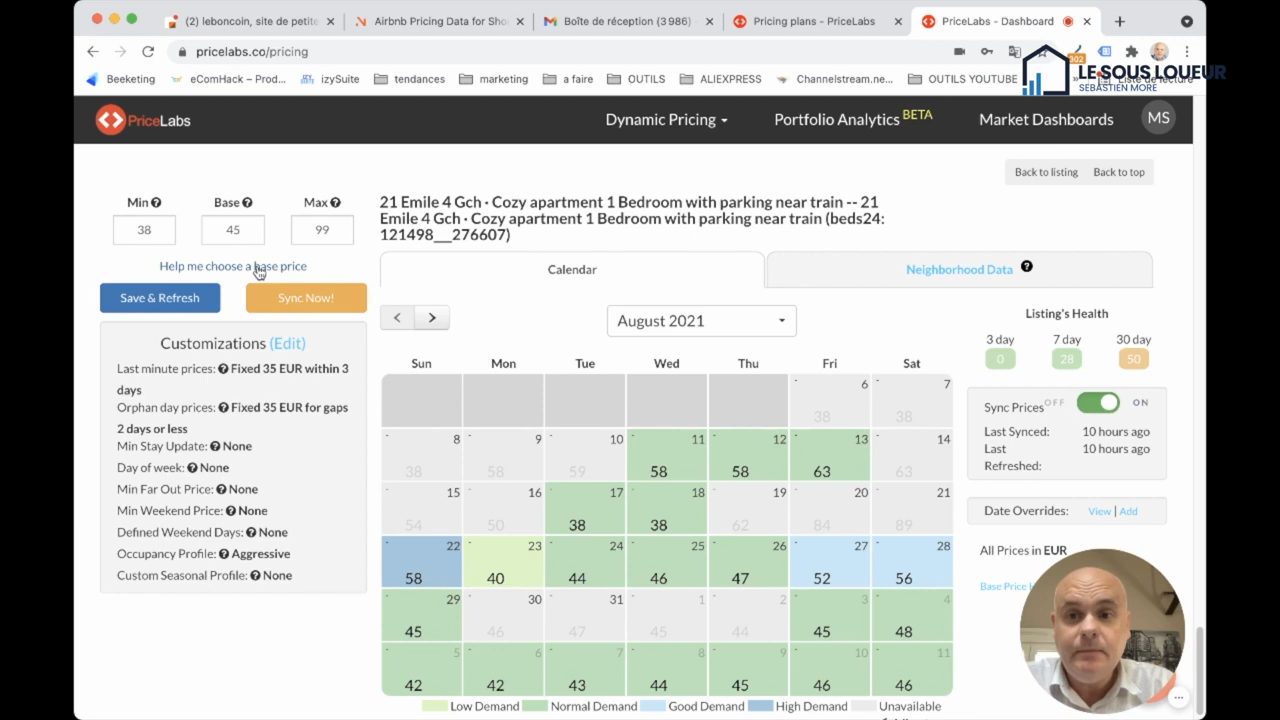 (2) leboncoin, site de petite
Airbnb Pricing Data for Sho
Boîte de réception (3 986)
Pricing plans - PriceLabs
PriceLabs - Dashboard
pricelabs.co/pricing
302
Beeketing
eComHack – Prod...
izySuite
tendances
marketing
a faire
OUTILS
ALIEXPRESS
Channelstream.ne...
OUTILS YOUTUBE
»
Liste de lecture
LE SOUS LOUEUR
SÉBASTIEN MORE
PriceLabs
Dynamic Pricing
Portfolio Analytics BETA
Market Dashboards
MS
Back to listing
Back to top
Min
Base
Max
38
45
99
Help me choose a base price
Save & Refresh
Sync Now!
Customizations (Edit)
Last minute prices: Fixed 35 EUR within 3
days
Orphan day prices: Fixed 35 EUR for gaps
2 days or less
Min Stay Update: None
Day of week: None
Min Far Out Price: None
Min Weekend Price: None
Defined Weekend Days: None
Occupancy Profile: Aggressive
Custom Seasonal Profile: None
21 Emile 4 Gch · Cozy apartment 1 Bedroom with parking near train -- 21
Emile 4 Gch · Cozy apartment 1 Bedroom with parking near train (beds24:
121498__276607)
Calendar
Neighborhood Data
August 2021
Sun Mon Tue Wed Thu Fri Sat
6 7
38 38
8 9 10 11 12 13 14
38 58 59 58 58 63 63
15 16 17 18 19 20 21
54 50 38 38 62 84 89
22 23 24 25 26 27 28
58 40 44 46 47 52 56
29 30 31 1 2 3 4
45 46 47 45 44 45 48
5 6 7 8 9 10 11
42 42 43 44 45 46 46
Low Demand
Normal Demand
Good Demand
High Demand
Unavailable
Listing's Health
3 day 7 day 30 day
0 28 50
Sync Prices OFF ON
Last Synced: 10 hours ago
Last 10 hours ago
Refreshed:
Date Overrides: View | Add
All Prices in EUR
Base Price